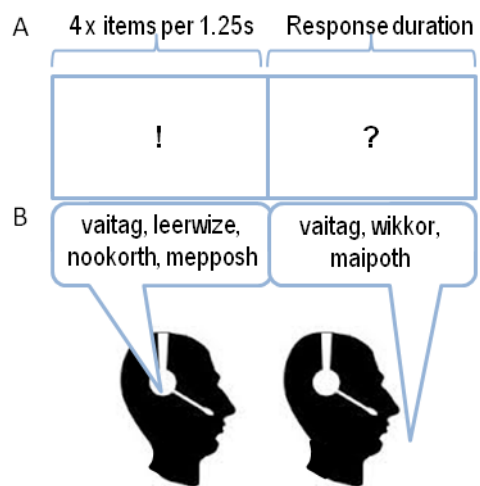 A
4 x items per 1.25s
Response duration
!
?
B
vaitag, leerwize,
nookorth, mepposh
vaitag, wikkor,
maipoth